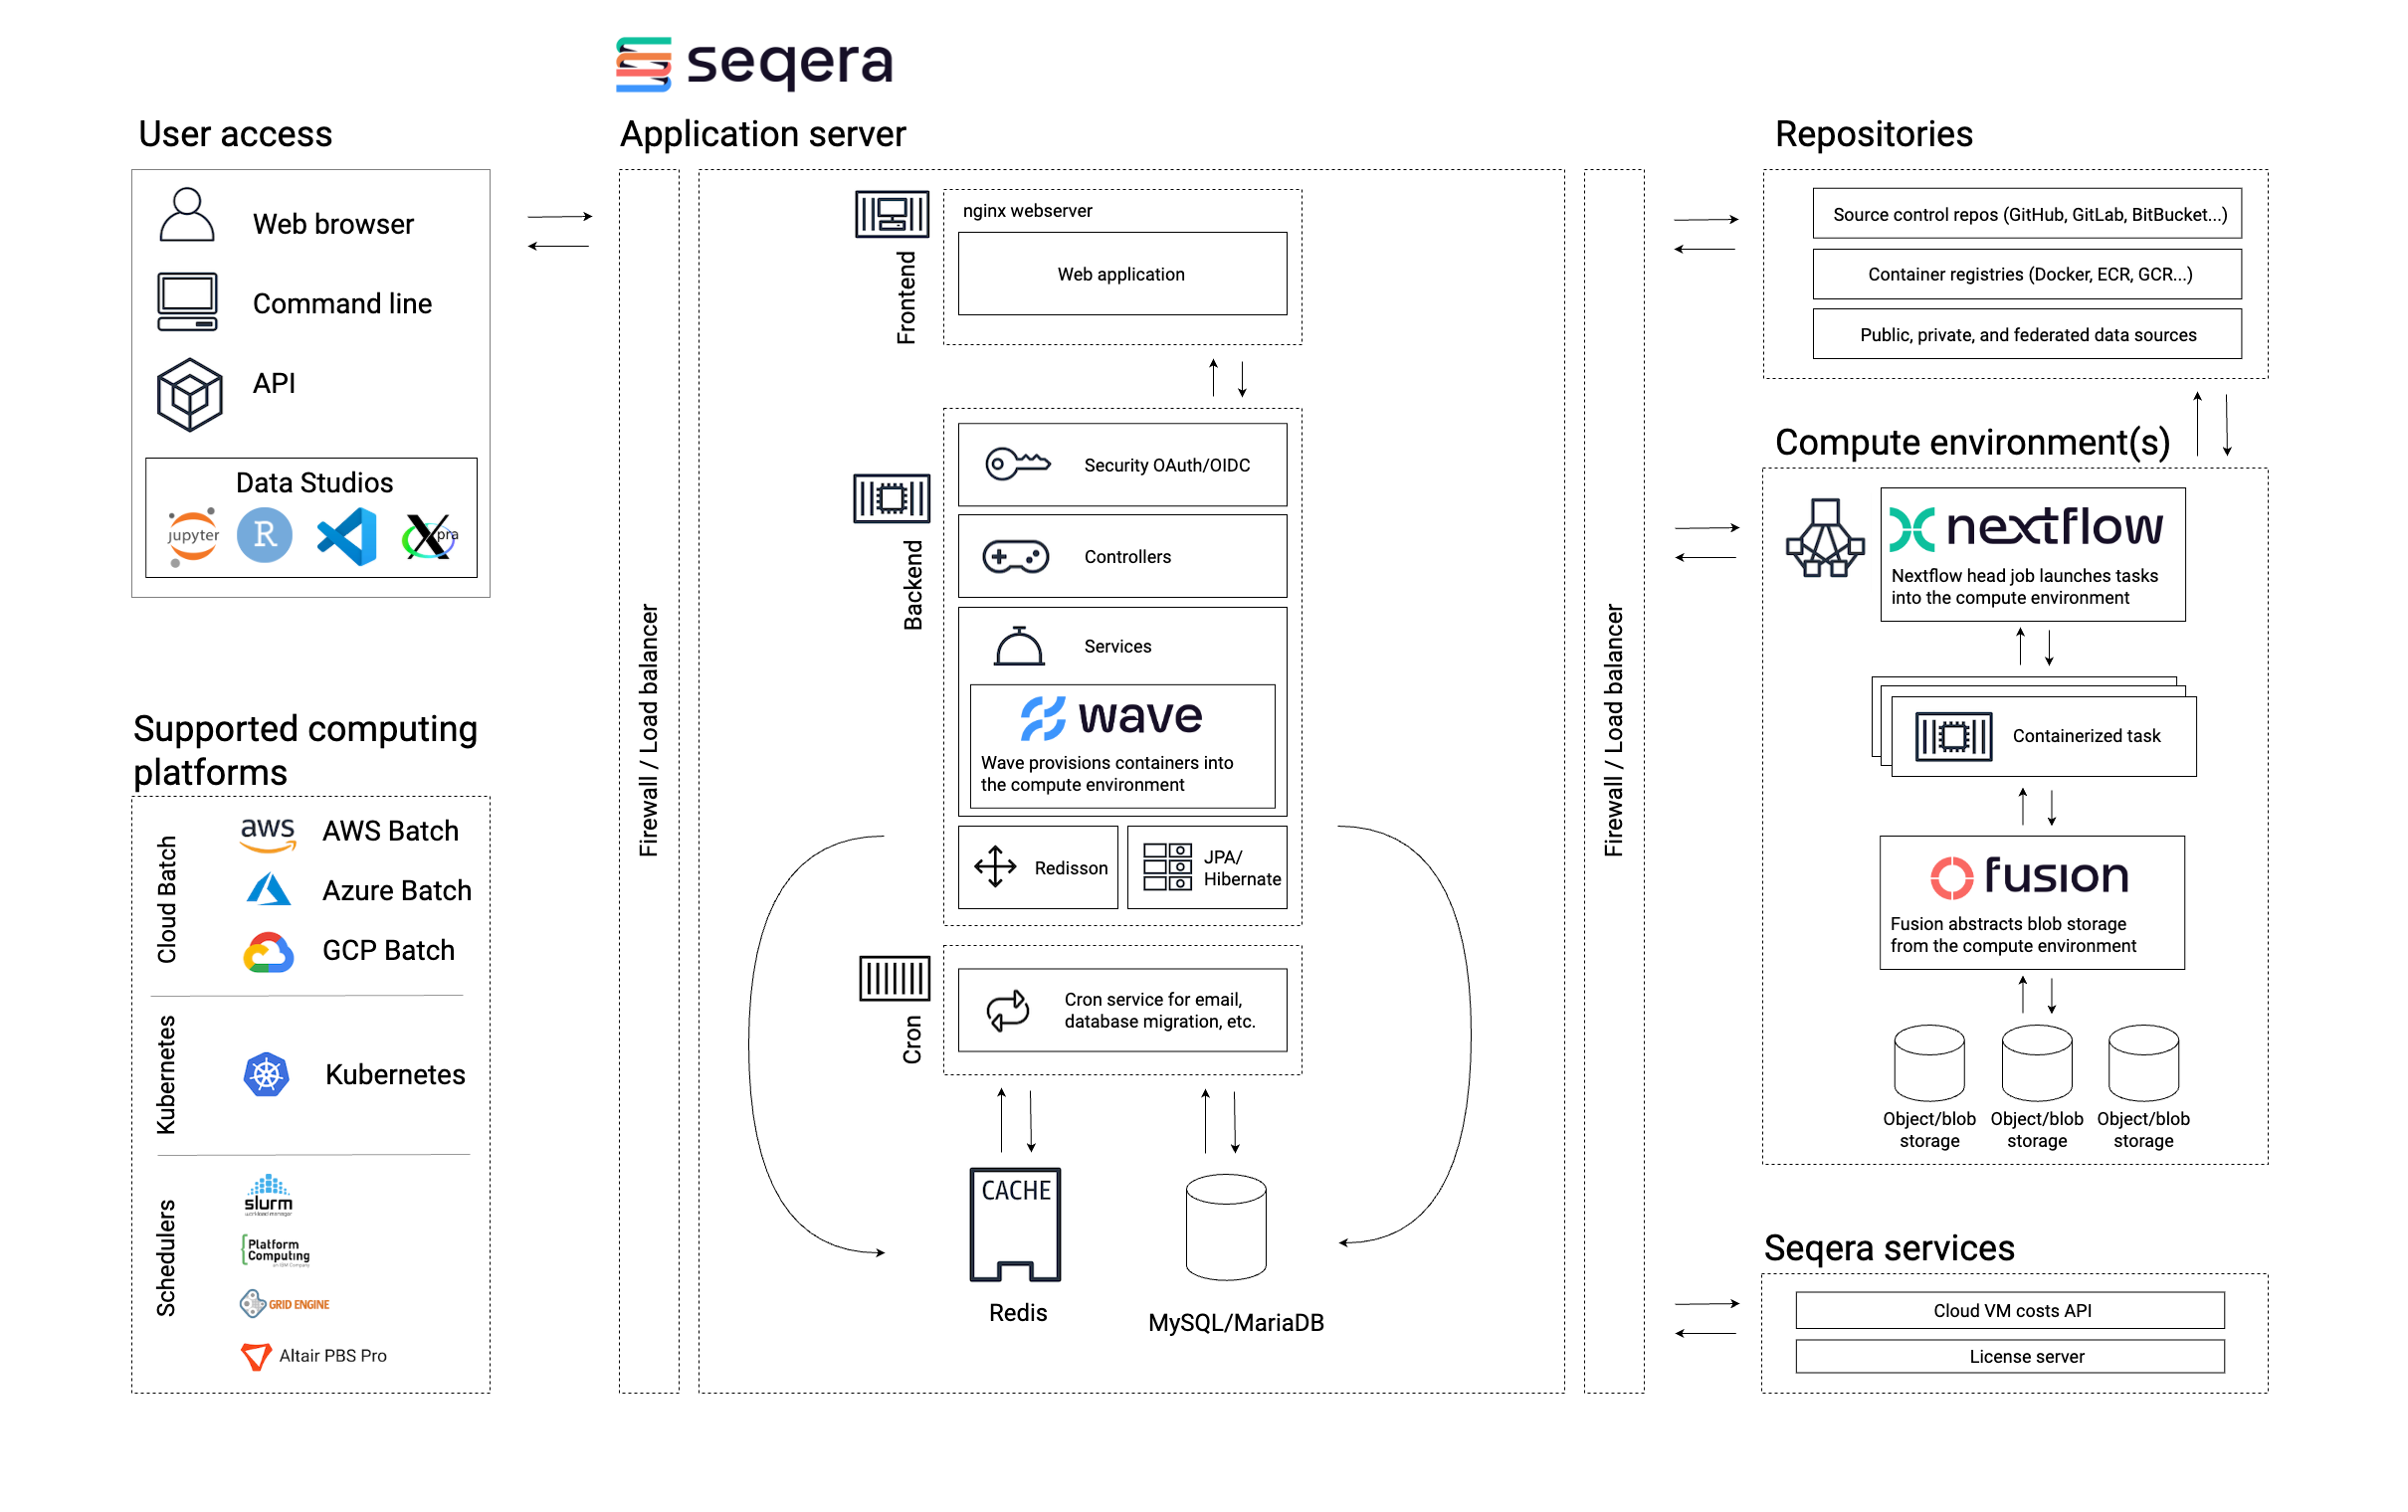 seqera
User access
Web browser
Command line
API
Data Studios
jupyter
R
X
pra
Supported computing
platforms
Cloud Batch
aws
AWS Batch
Azure Batch
GCP Batch
Kubernetes
Kubernetes
Schedulers
slurm
workload manager
Platform
Computing
an IBM Company
GRID ENGINE
Altair PBS Pro
Application server
Firewall / Load balancer
Frontend
nginx webserver
Web application
Backend
Security OAuth/OIDC
Controllers
Services
wave
Wave provisions containers into
the compute environment
Redisson
JPA/
Hibernate
Cron
Cron service for email,
database migration, etc.
CACHE
Redis
MySQL/MariaDB
Firewall / Load balancer
Repositories
Source control repos (GitHub, GitLab, BitBucket...)
Container registries (Docker, ECR, GCR...)
Public, private, and federated data sources
Compute environment(s)
nextflow
Nextflow head job launches tasks
into the compute environment
Containerized task
fusion
Fusion abstracts blob storage
from the compute environment
Object/blob
storage
Object/blob
storage
Object/blob
storage
Seqera services
Cloud VM costs API
License server